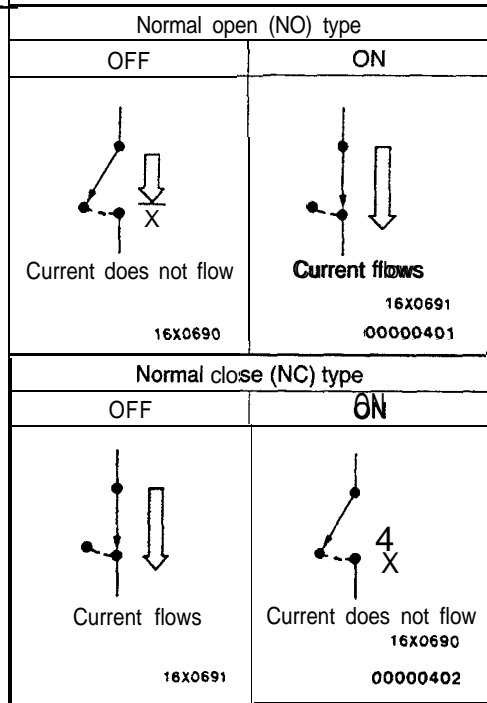 Normal open (NO) type
OFF
ON
X
Current does not flow
Current flows
16X0690
16X0691
00000401
Normal close (NC) type
OFF
ON
4
X
Current flows
Current does not flow
16X0690
16X0691
00000402